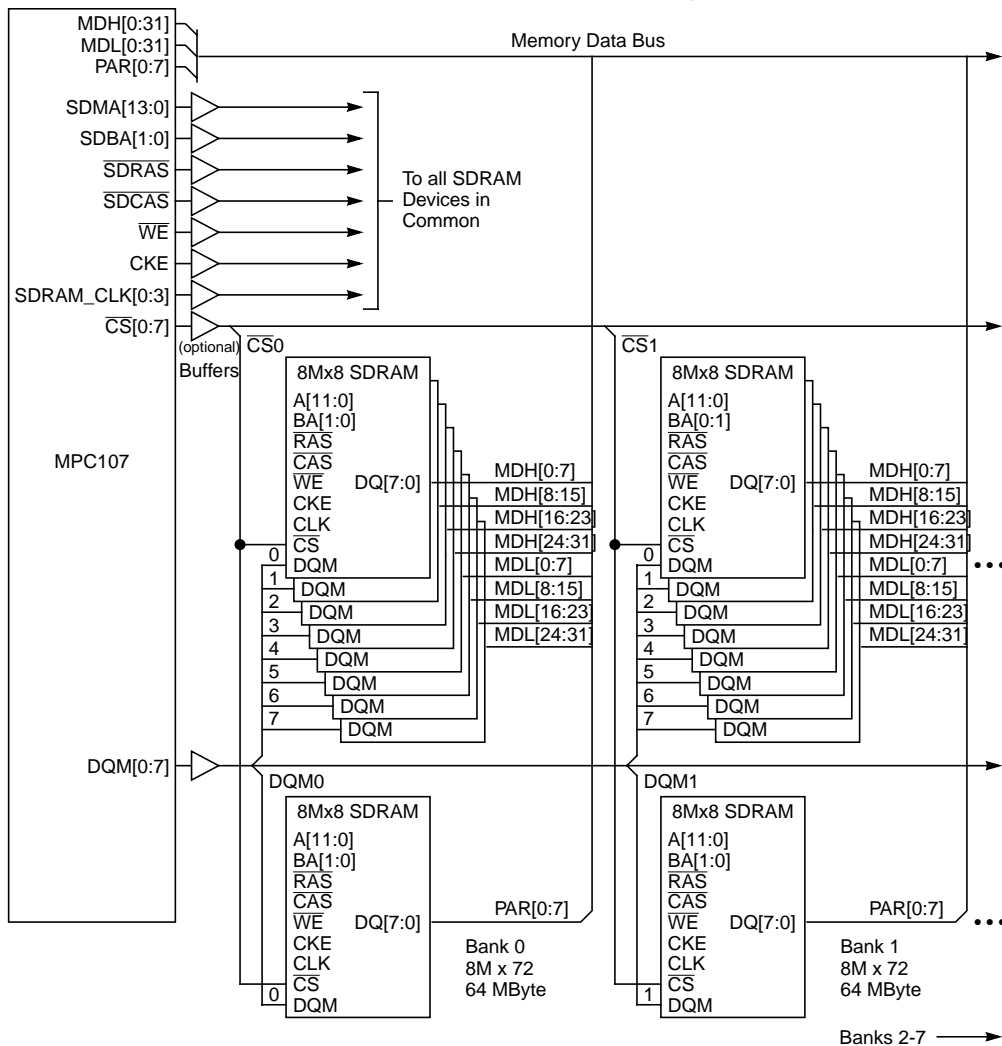 MDH[0:31]
MDL[0:31]
PAR[0:7]
Memory Data Bus
SDMA[13:0]
SDBA[1:0]
SDRAS
SDCAS
WE
CKE
SDRAM_CLK[0:3]
CS[0:7]
To all SDRAM
Devices in
Common
(optional)
Buffers
MPC107
CS0
8Mx8 SDRAM
A[11:0]
BA[1:0]
RAS
CAS
WE
DQ[7:0]
CKE
CLK
CS
0
DQM
1
DQM
2
DQM
3
DQM
4
DQM
5
DQM
6
DQM
7
DQM
MDH[0:7]
MDH[8:15]
MDH[16:23]
MDH[24:31]
MDL[0:7]
MDL[8:15]
MDL[16:23]
MDL[24:31]
CS1
8Mx8 SDRAM
A[11:0]
BA[0:1]
RAS
CAS
WE
DQ[7:0]
CKE
CLK
CS
0
DQM
1
DQM
2
DQM
3
DQM
4
DQM
5
DQM
6
DQM
7
DQM
MDH[0:7]
MDH[8:15]
MDH[16:23]
MDH[24:31]
MDL[0:7]
MDL[8:15]
MDL[16:23]
MDL[24:31]
DQM[0:7]
DQM0
8Mx8 SDRAM
A[11:0]
BA[1:0]
RAS
CAS
WE
DQ[7:0]
CKE
CLK
CS
0
DQM
PAR[0:7]
Bank 0
8M x 72
64 MByte
DQM1
8Mx8 SDRAM
A[11:0]
BA[1:0]
RAS
CAS
WE
DQ[7:0]
CKE
CLK
CS
1
DQM
PAR[0:7]
Bank 1
8M x 72
64 MByte
Banks 2-7